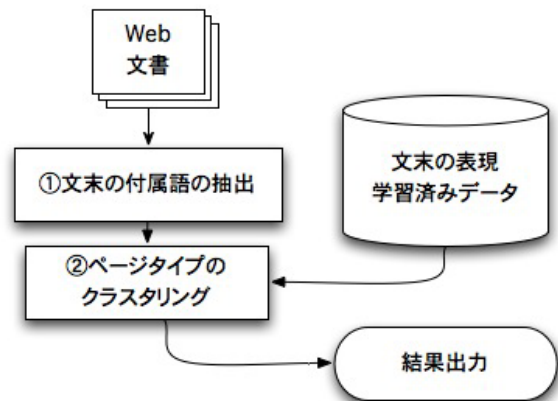 Web
文書
①文末の付属語の抽出
文末の表現
学習済みデータ
②ページタイプの
クラスタリング
結果出力